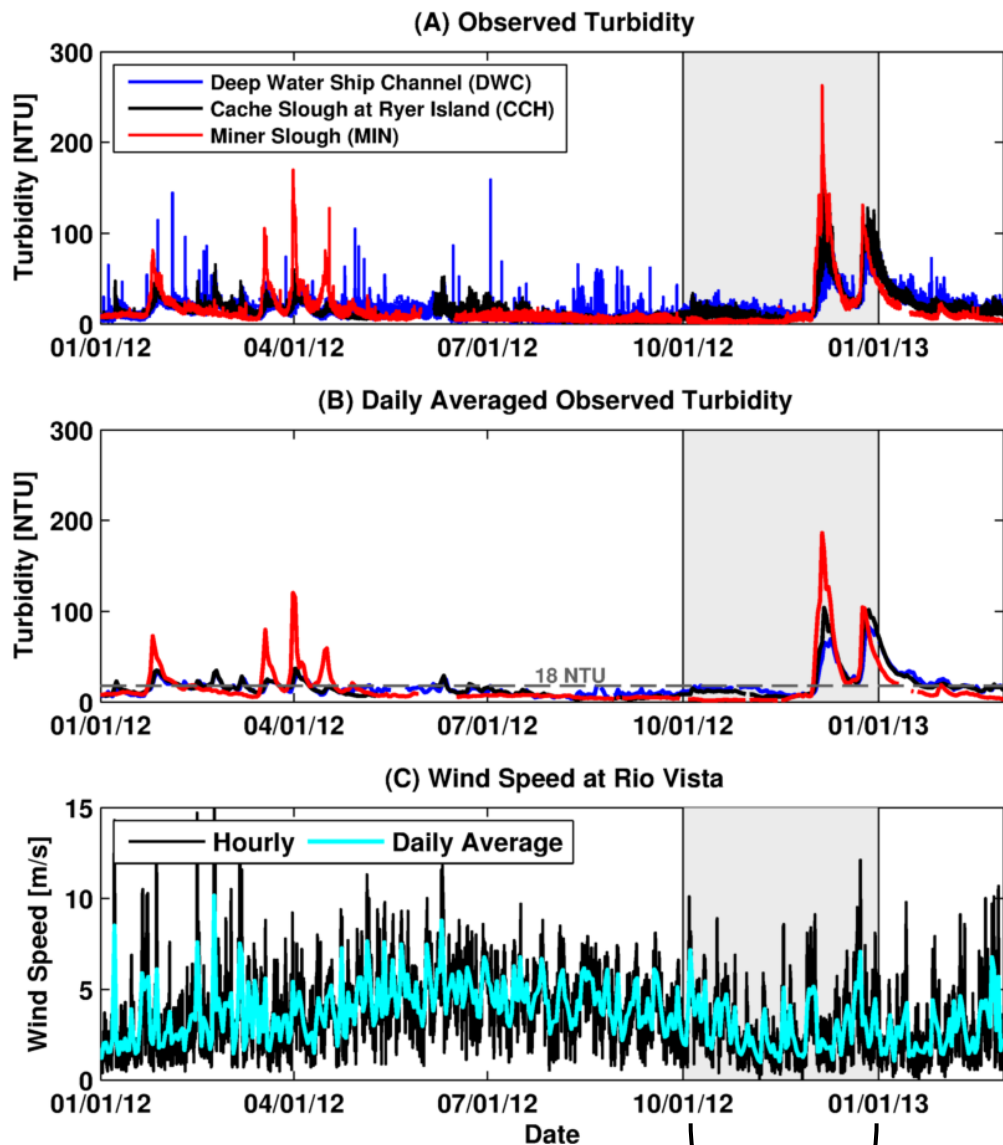 (A) Observed Turbidity
Turbidity [NTU]
300
200
100
0
Deep Water Ship Channel (DWC)
Cache Slough at Ryer Island (CCH)
Miner Slough (MIN)
01/01/12 04/01/12 07/01/12 10/01/12 01/01/13
(B) Daily Averaged Observed Turbidity
Turbidity [NTU]
300
200
100
0
18 NTU
01/01/12 04/01/12 07/01/12 10/01/12 01/01/13
(C) Wind Speed at Rio Vista
Wind Speed [m/s]
15
10
5
0
Hourly Daily Average
01/01/12 04/01/12 07/01/12 10/01/12 01/01/13
Date